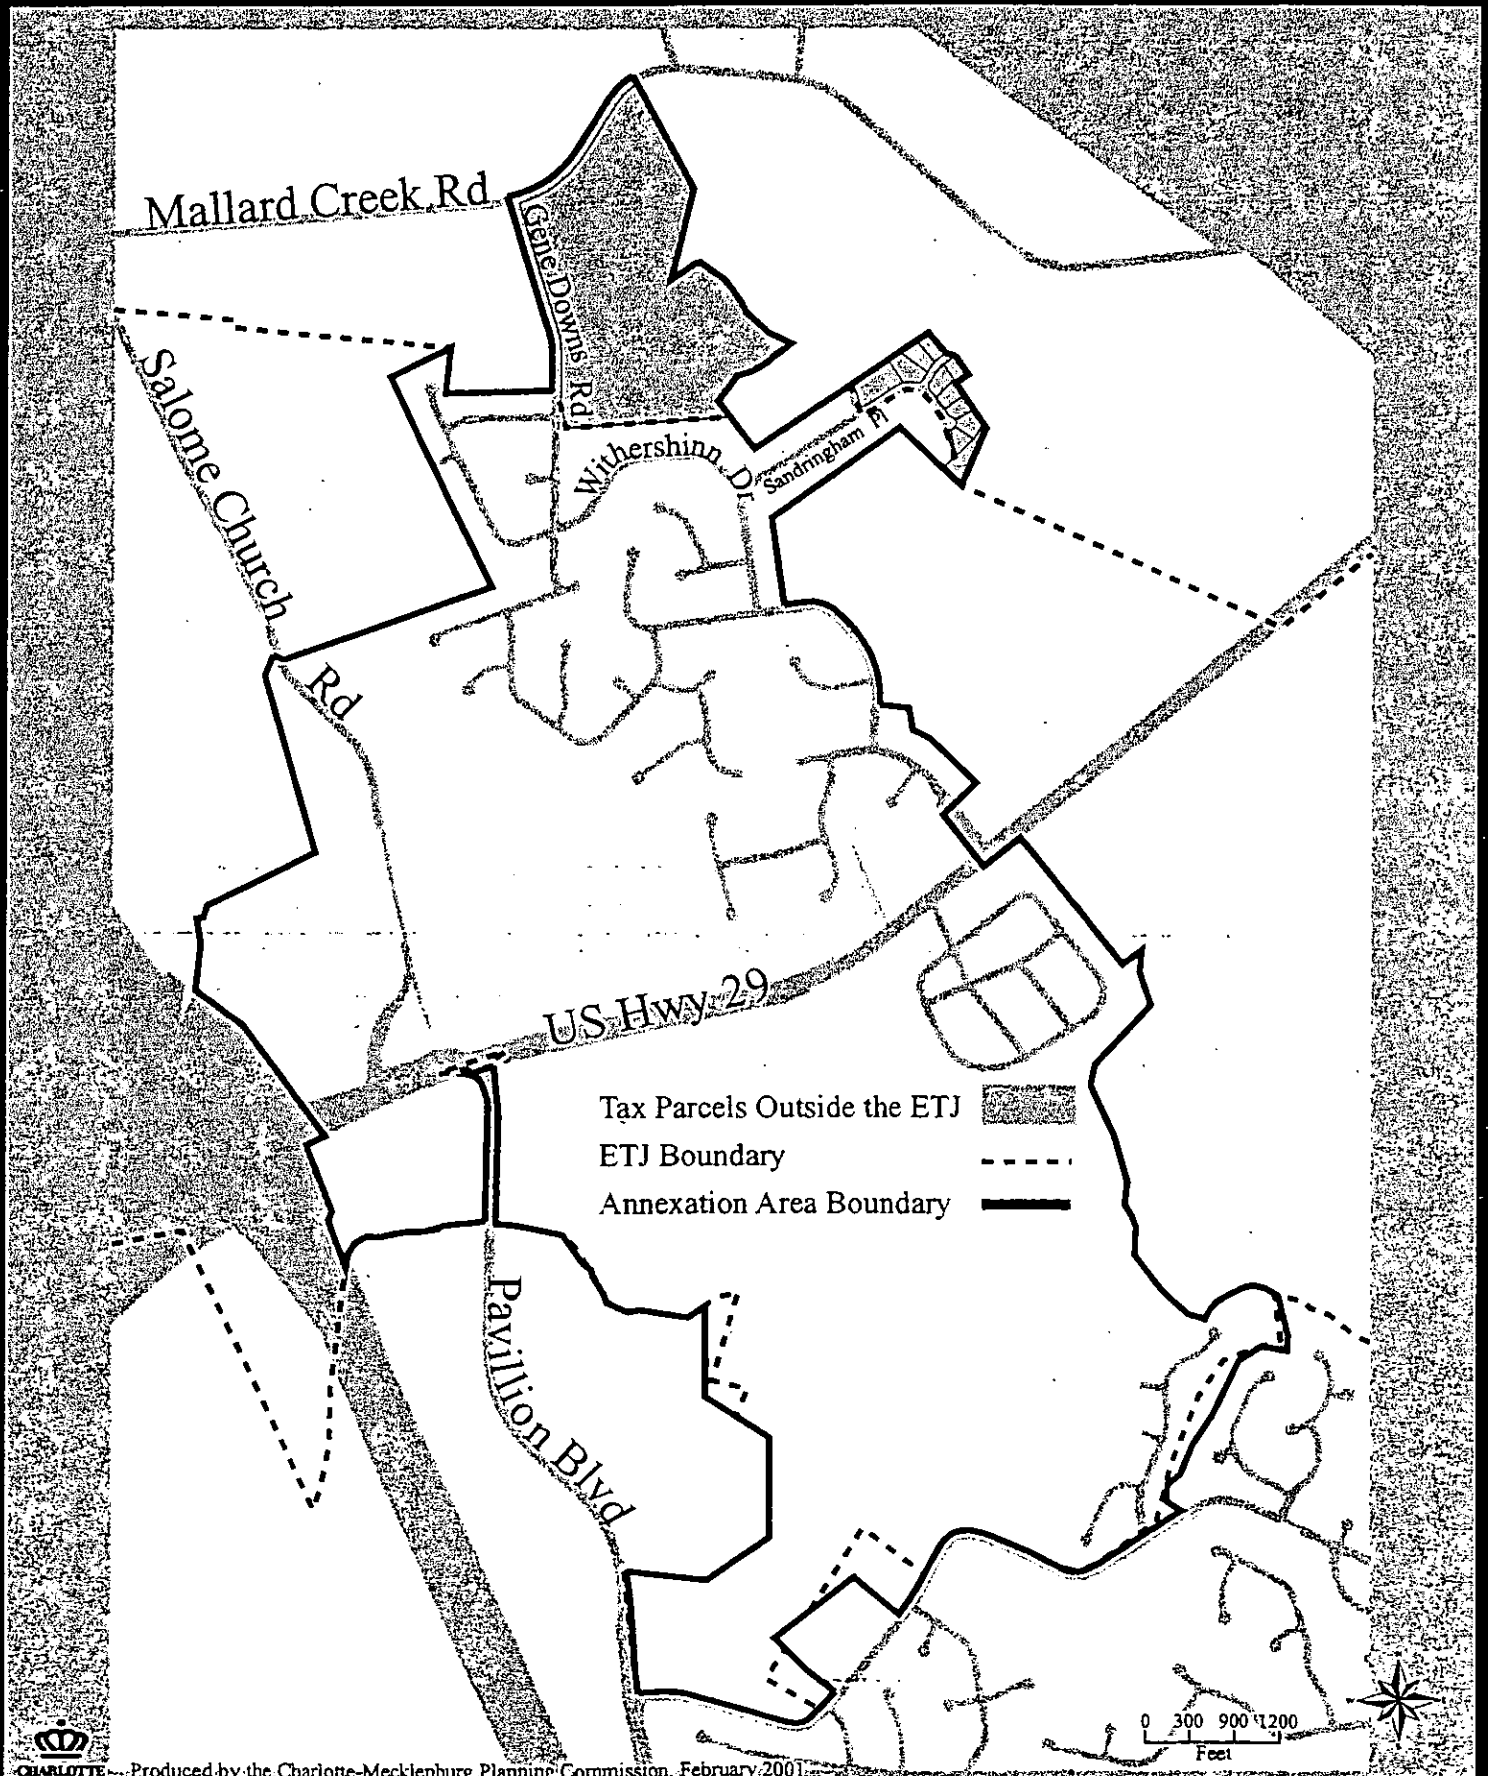 Mallard Creek Rd
Gene Downs Rd
Salome Church Rd
Withershinn Dr
Sandringham Pl
US Hwy 29
Tax Parcels Outside the ETJ
ETJ Boundary
Annexation Area Boundary
Pavillion Blvd
0 300 900 1200
Feet
CHARLOTTE
Produced by the Charlotte-Mecklenburg Planning Commission, February 2001